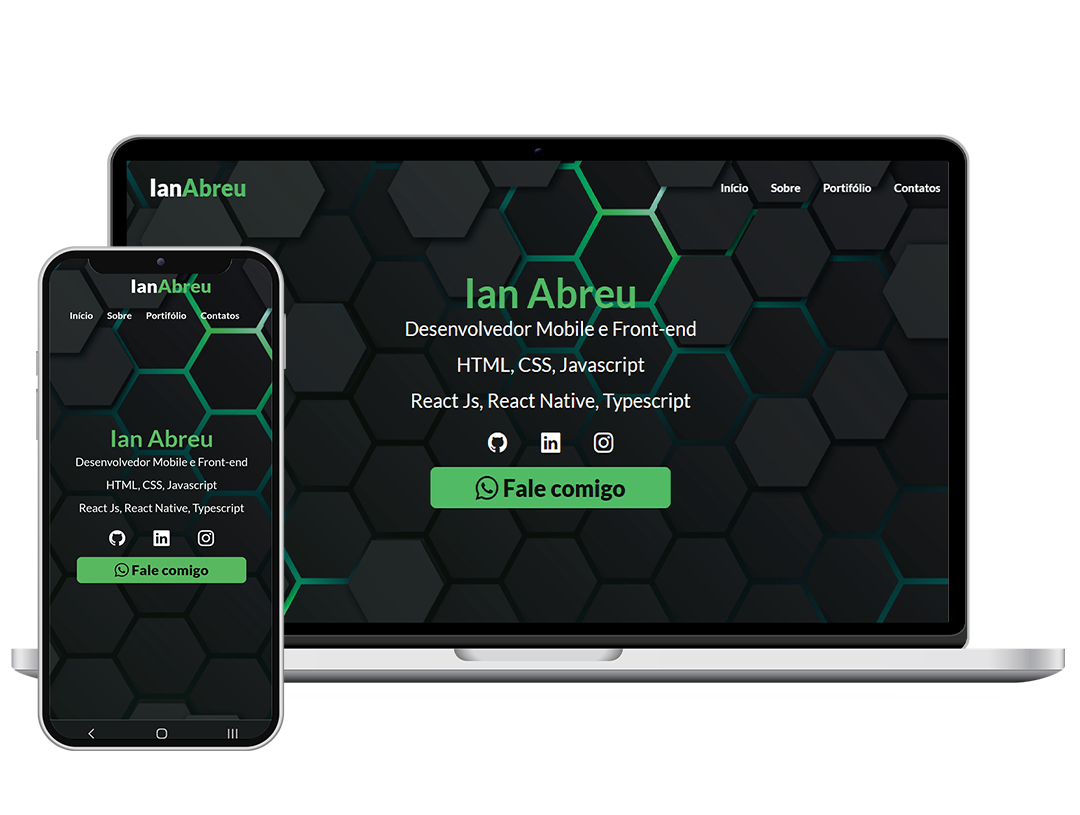 IanAbreu
Início Sobre Portifólio Contatos
Ian Abreu
Desenvolvedor Mobile e Front-end
HTML, CSS, Javascript
React Js, React Native, Typescript
in
Fale comigo
IanAbreu
Início Sobre Portifólio Contatos
Ian Abreu
Desenvolvedor Mobile e Front-end
HTML, CSS, Javascript
React Js, React Native, Typescript
in
Fale comigo